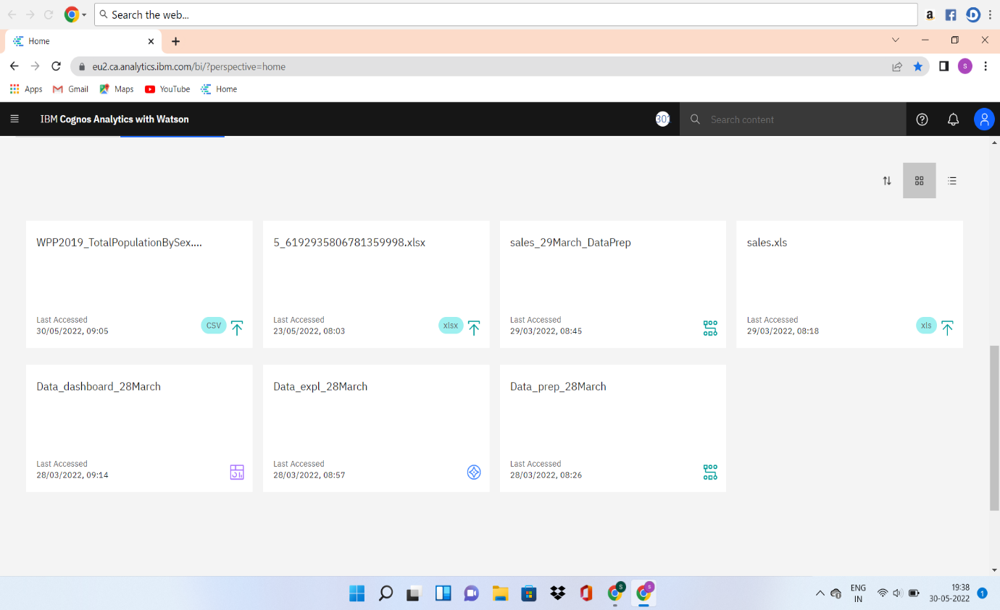 Search the web...
Home
eu2.ca.analytics.ibm.com/bi/?perspective=home
Apps Gmail Maps YouTube Home
IBM Cognos Analytics with Watson
301
Search content
WPP2019_TotalPopulationBySex....
Last Accessed
30/05/2022, 09:05
CSV
5_6192935806781359998.xlsx
Last Accessed
23/05/2022, 08:03
xlsx
sales_29March_DataPrep
Last Accessed
29/03/2022, 08:45
sales.xls
Last Accessed
29/03/2022, 08:18
xls
Data_dashboard_28March
Last Accessed
28/03/2022, 09:14
Data_expl_28March
Last Accessed
28/03/2022, 08:57
Data_prep_28March
Last Accessed
28/03/2022, 08:26
ENG
IN
19:38
30-05-2022
1